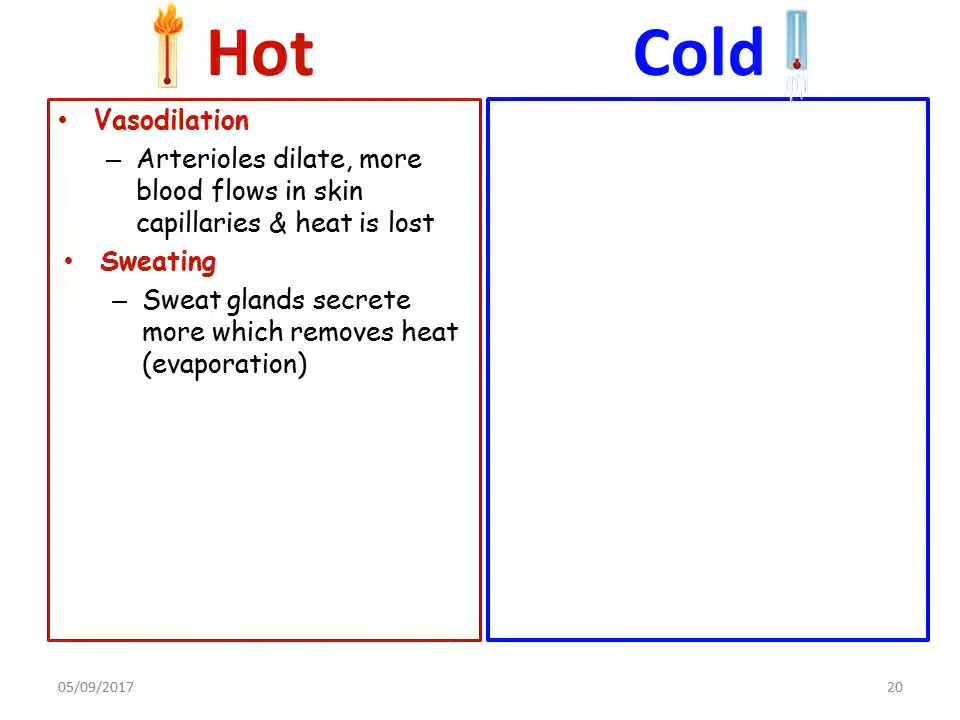 Hot
Cold
• Vasodilation
– Arterioles dilate, more
blood flows in skin
capillaries & heat is lost
• Sweating
– Sweat glands secrete
more which removes heat
(evaporation)
05/09/2017
20